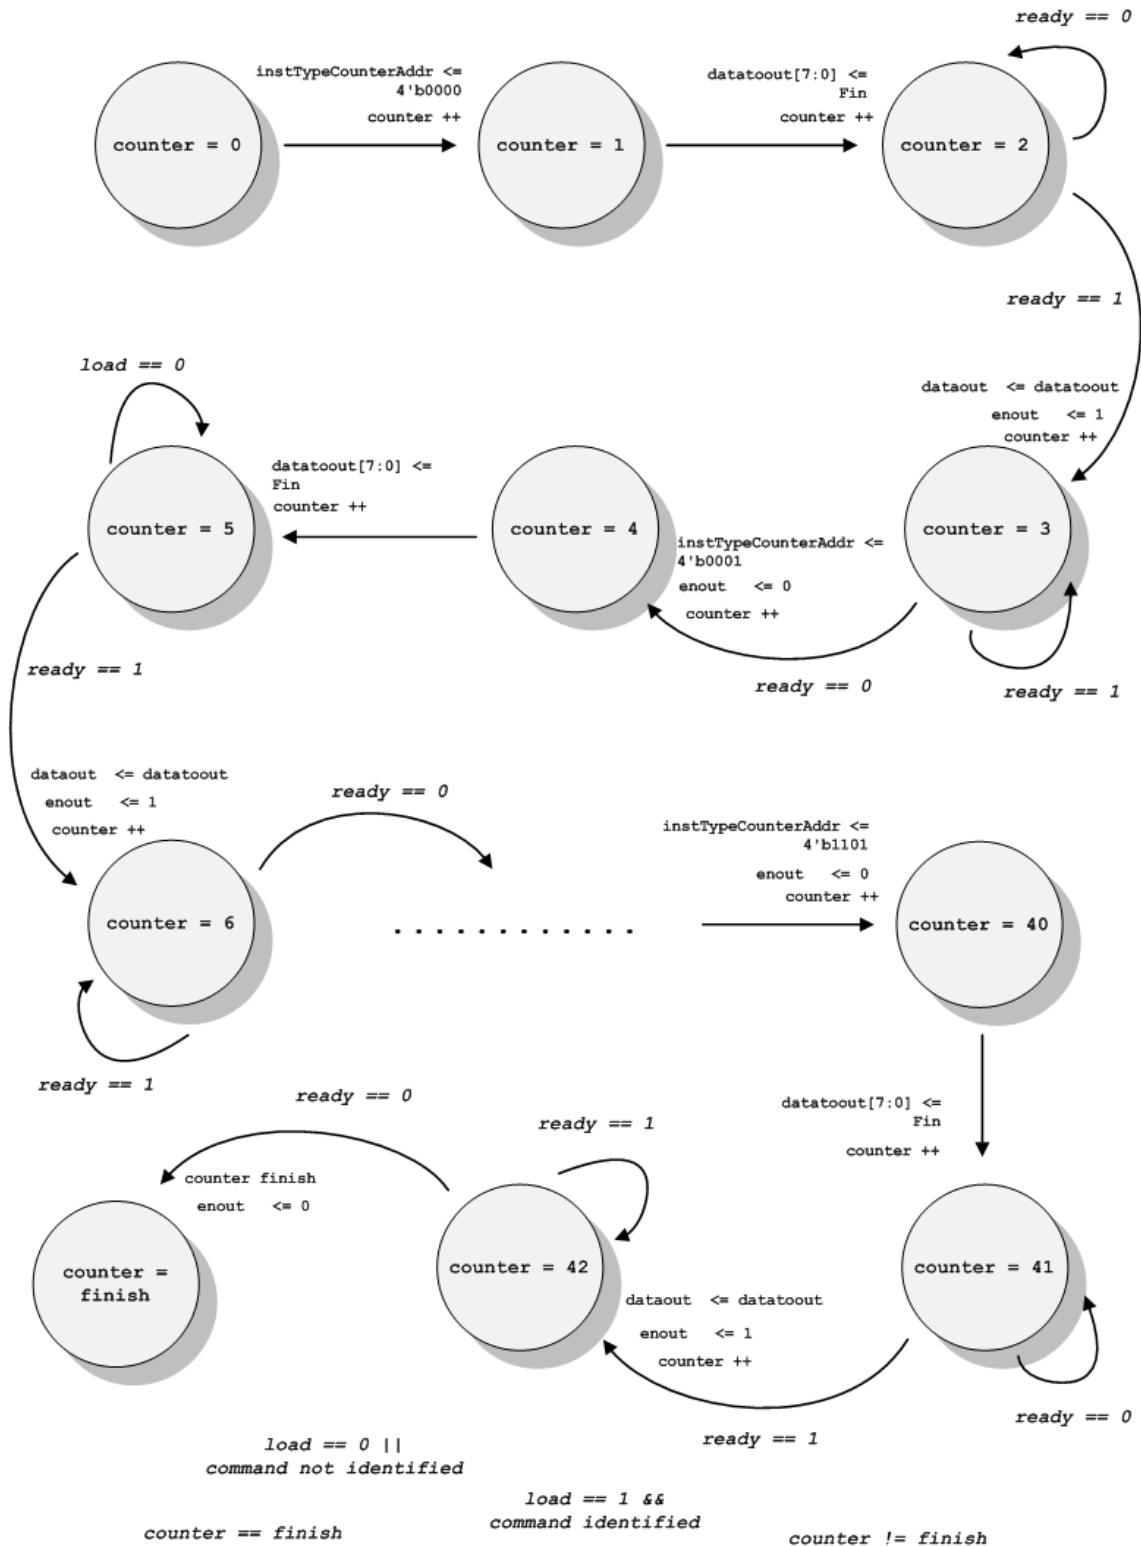 ready == 0
instTypeCounterAddr <=
4'b0000
counter ++
datatoout[7:0] <=
Fin
counter ++
counter = 0
counter = 1
counter = 2
ready == 1
load == 0
dataout <= datatoout
enout <= 1
counter ++
datatoout[7:0] <=
Fin
counter ++
counter = 5
counter = 4
counter = 3
instTypeCounterAddr <=
4'b0001
enout <= 0
counter ++
ready == 1
ready == 0
ready == 1
dataout <= datatoout
enout <= 1
counter ++
ready == 0
instTypeCounterAddr <=
4'b1101
enout <= 0
counter ++
counter = 6
. . . . . . . . . . . .
counter = 40
ready == 1
ready == 0
ready == 1
datatoout[7:0] <=
Fin
counter ++
counter finish
enout <= 0
counter =
finish
counter = 42
counter = 41
dataout <= datatoout
enout <= 1
counter ++
ready == 0
ready == 1
load == 0 ||
command not identified
load == 1 &&
command identified
counter == finish
counter != finish